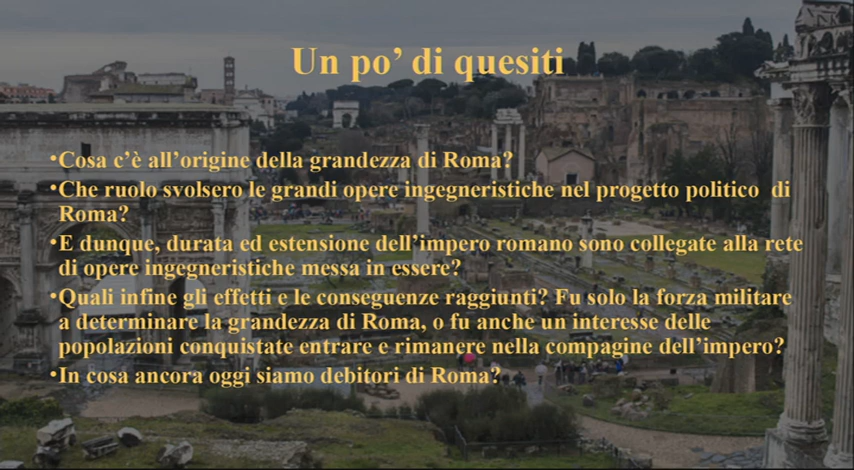 Un po’ di quesiti
•Cosa c’è all’origine della grandezza di Roma?
•Che ruolo svolsero le grandi opere ingegneristiche nel progetto politico di
Roma?
•E dunque, durata ed estensione dell’impero romano sono collegate alla rete
di opere ingegneristiche messa in essere?
•Quali infine gli effetti e le conseguenze raggiunti? Fu solo la forza militare
a determinare la grandezza di Roma, o fu anche un interesse delle
popolazioni conquistate entrare e rimanere nella compagine dell’impero?
•In cosa ancora oggi siamo debitori di Roma?